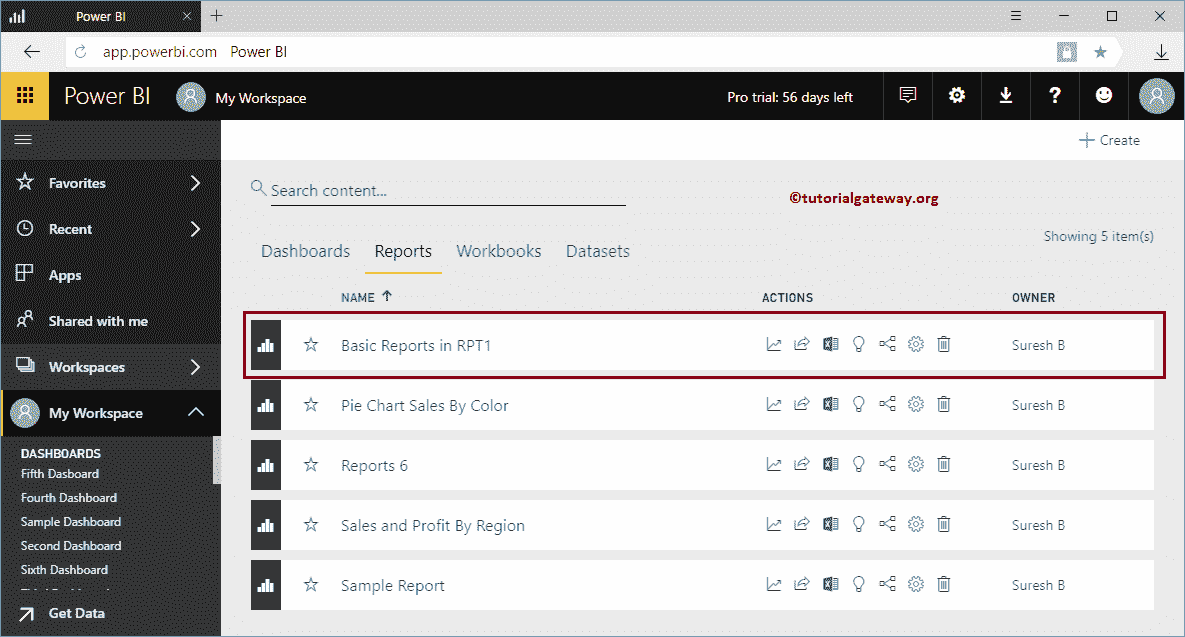 Power BI
app.powerbi.com Power BI
Power BI My Workspace Pro trial: 56 days left ?
Create
Favorites
Recent
Apps
Shared with me
Workspaces
My Workspace
DASHBOARDS
Fifth Dasboard
Fourth Dashboard
Sample Dashboard
Second Dashboard
Sixth Dashboard
Get Data
Search content...
©tutorialgateway.org
Showing 5 item(s)
Dashboards Reports Workbooks Datasets
NAME ACTIONS OWNER
Basic Reports in RPT1 Suresh B
Pie Chart Sales By Color Suresh B
Reports 6 Suresh B
Sales and Profit By Region Suresh B
Sample Report Suresh B